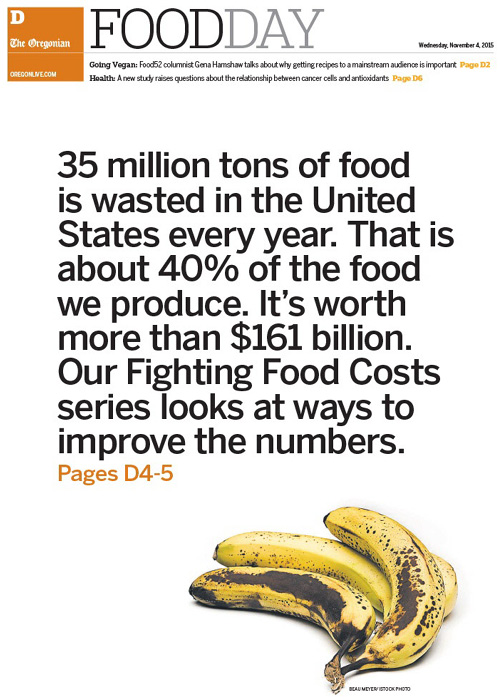 D
The Oregonian
OREGONLIVE.COM
FOODDAY
Wednesday, November 4, 2015
Going Vegan: Food52 columnist Gena Hamshaw talks about why getting recipes to a mainstream audience is important Page D2
Health: A new study raises questions about the relationship between cancer cells and antioxidants Page D6
35 million tons of food
is wasted in the United
States every year. That is
about 40% of the food
we produce. It’s worth
more than $161 billion.
Our Fighting Food Costs
series looks at ways to
improve the numbers.
Pages D4-5
BEAU MEYER/ ISTOCK PHOTO